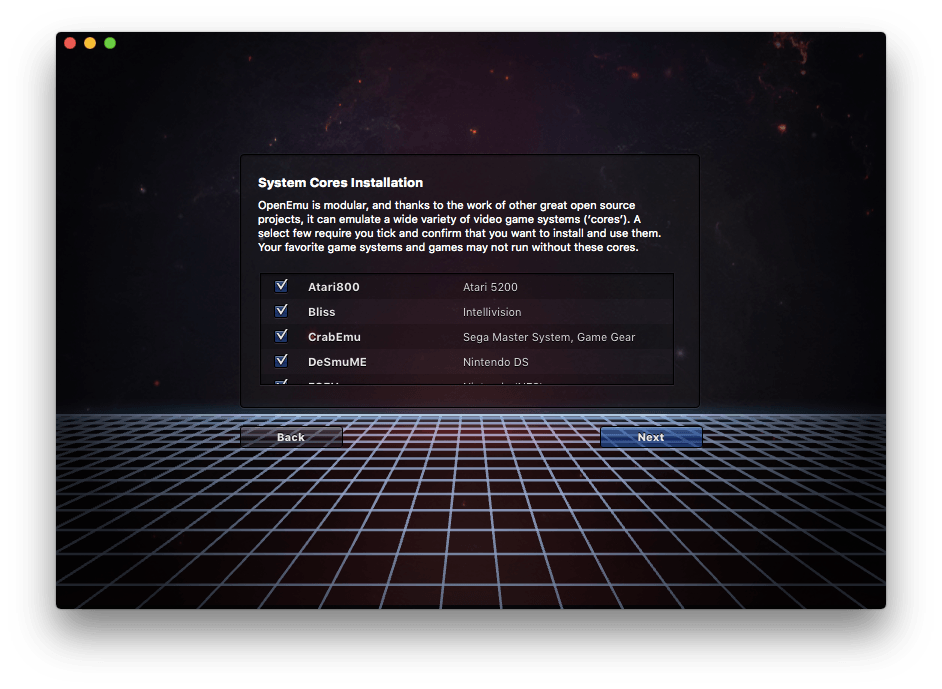 System Cores Installation
OpenEmu is modular, and thanks to the work of other great open source
projects, it can emulate a wide variety of video game systems (‘cores’). A
select few require you tick and confirm that you want to install and use them.
Your favorite game systems and games may not run without these cores.
Atari800 Atari 5200
Bliss Intellivision
CrabEmu Sega Master System, Game Gear
DeSmuME Nintendo DS
Back Next